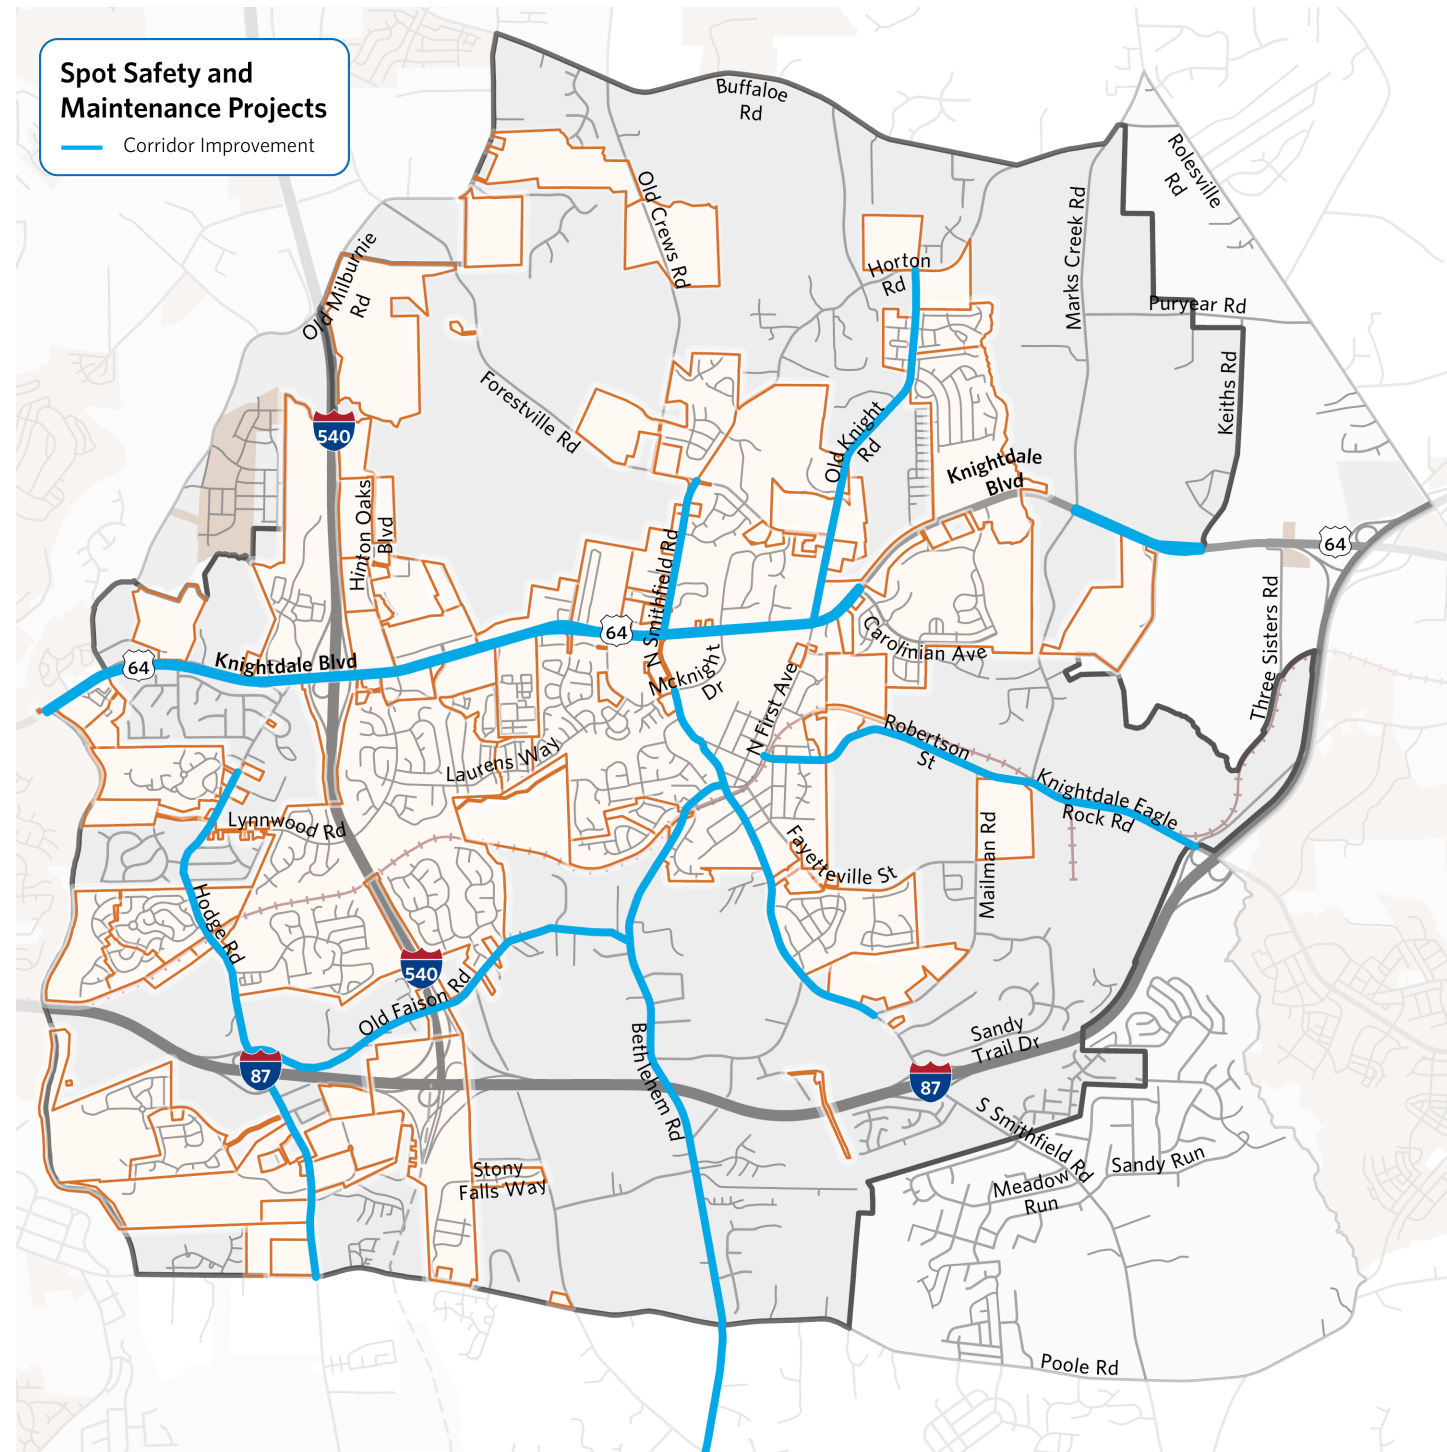 Spot Safety and
Maintenance Projects
Corridor Improvement
Buffaloe
Rd
Rolesville
Rd
Old Crews Rd
Marks Creek Rd
Old Milburnie
Rd
Horton
Rd
Puryear Rd
Keiths Rd
Forestville Rd
540
Old Knight
Rd
Knightdale
Blvd
Hinton Oaks
Blvd
64
N Smithfield Rd
64
Carolinian Ave
Three Sisters Rd
64
Knightdale Blvd
Mcknight
Dr
N First Ave
Robertson
St
Laurens Way
Knightdale Eagle
Rock Rd
Lynnwood Rd
Fayetteville St
Mailman Rd
Hodge Rd
540
Old Faison Rd
Sandy
Trail Dr
Bethlehem Rd
87
87
S Smithfield Rd
Stony
Falls Way
Sandy Run
Meadow
Run
Poole Rd